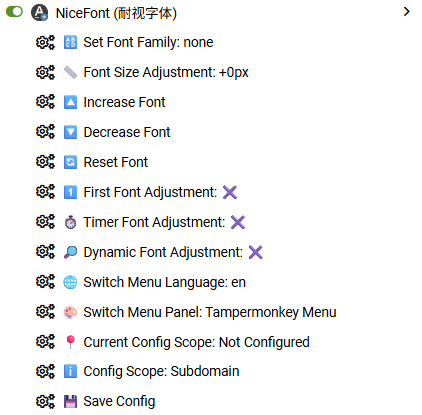 NiceFont (耐视字体)
Set Font Family: none
Font Size Adjustment: +0px
Increase Font
Decrease Font
Reset Font
First Font Adjustment: ❌
Timer Font Adjustment: ❌
Dynamic Font Adjustment: ❌
Switch Menu Language: en
Switch Menu Panel: Tampermonkey Menu
Current Config Scope: Not Configured
Config Scope: Subdomain
Save Config